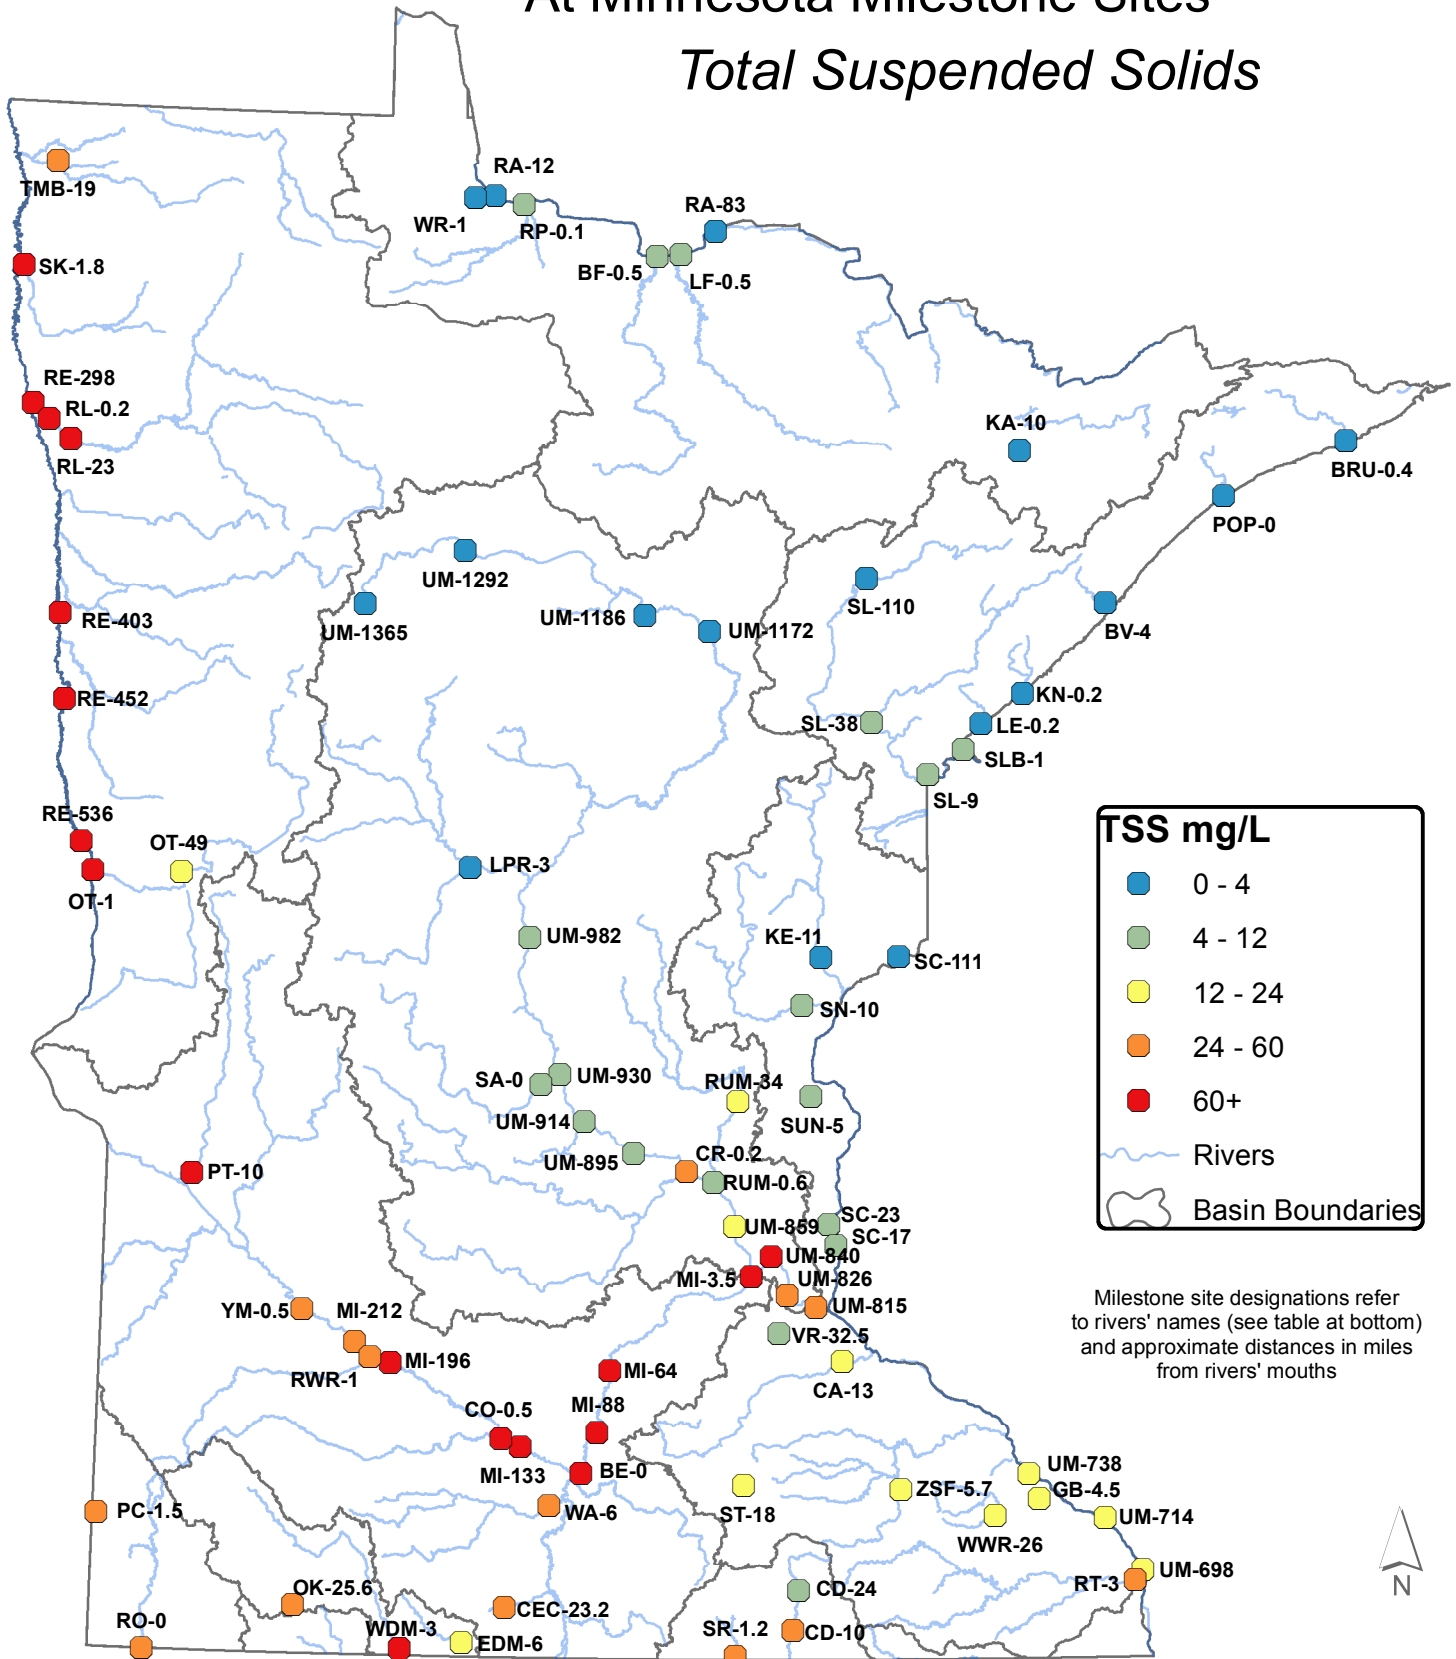 At Minnesota Milestone Sites
Total Suspended Solids
RA-12
TMB-19
RA-83
WR-1
RP-0.1
SK-1.8
BF-0.5
LF-0.5
RE-298
RL-0.2
KA-10
RL-23
BRU-0.4
POP-0
UM-1292
SL-110
UM-1186
RE-403
UM-1365
UM-1172
BV-4
RE-452
KN-0.2
SL-38
LE-0.2
SLB-1
SL-9
RE-536
OT-49
LPR-3
OT-1
UM-982
KE-11
SC-111
SN-10
SA-0
UM-930
RUM-34
UM-914
SUN-5
CR-0.2
UM-895
PT-10
RUM-0.6
SC-23
UM-859
SC-17
UM-840
MI-3.5
UM-826
YM-0.5
MI-212
UM-815
VR-32.5
MI-196
MI-64
RWR-1
CA-13
CO-0.5
MI-88
UM-738
MI-133
BE-0
ZSF-5.7
GB-4.5
PC-1.5
WA-6
ST-18
UM-714
WWR-26
UM-698
RT-3
OK-25.6
CD-24
CEC-23.2
RO-0
WDM-3
EDM-6
SR-1.2
CD-10
TSS mg/L
0 - 4
4 - 12
12 - 24
24 - 60
60+
Rivers
Basin Boundaries
Milestone site designations refer
to rivers' names (see table at bottom)
and approximate distances in miles
from rivers' mouths
N